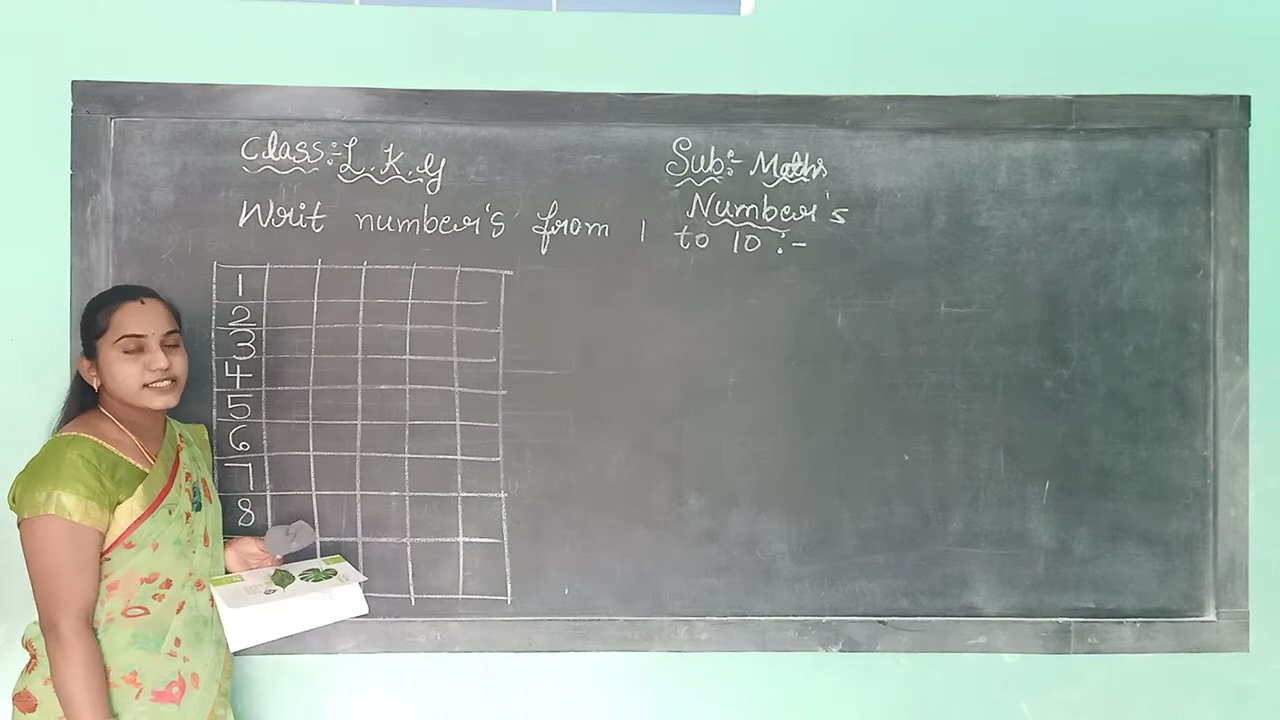 Class:- L.K.G
Sub:- Maths
Number's
Writ number's from 1 to 10 :-
1
2
3
4
5
6
7
8